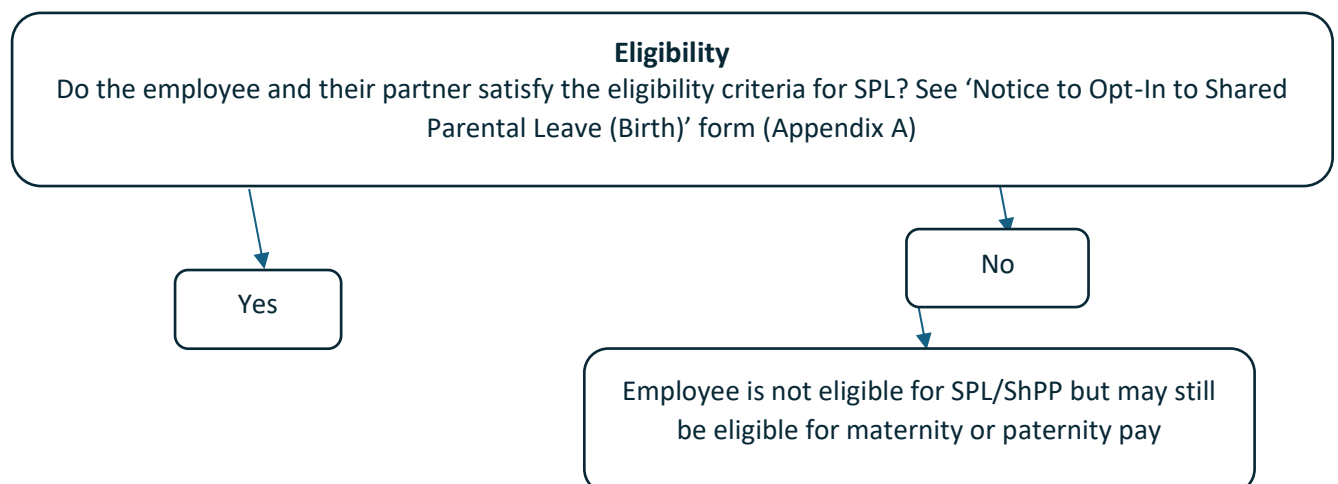 Eligibility
Do the employee and their partner satisfy the eligibility criteria for SPL? See ‘Notice to Opt-In to Shared
Parental Leave (Birth)’ form (Appendix A)
No
Yes
Employee is not eligible for SPL/ShPP but may still
be eligible for maternity or paternity pay